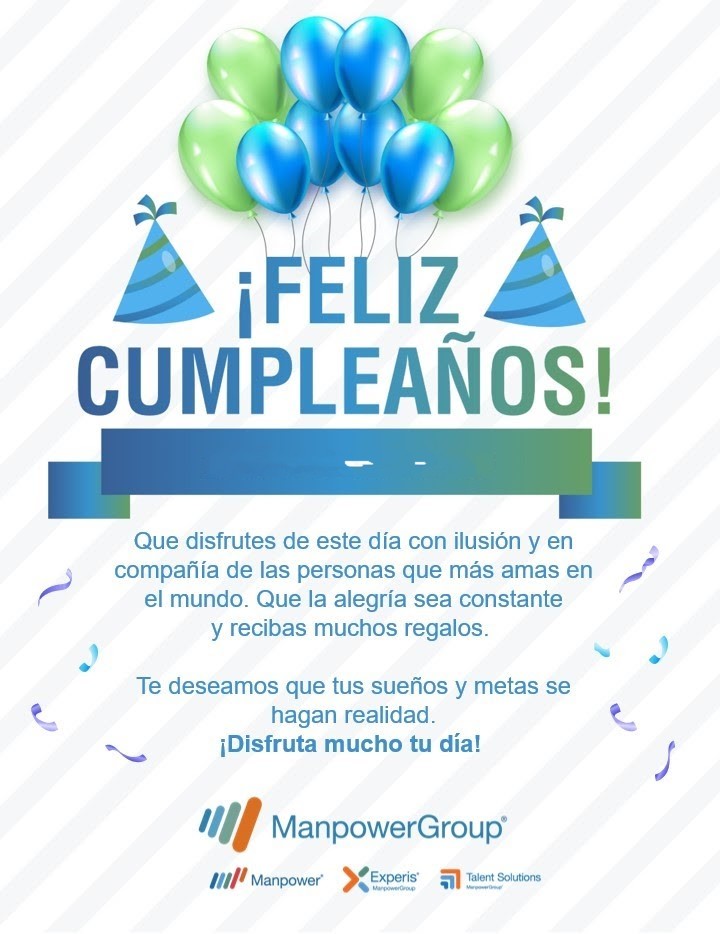 ¡FELIZ
CUMPLEAÑOS!
Que disfrutes de este día con ilusión y en
compañía de las personas que más amas en
el mundo. Que la alegría sea constante
y recibas muchos regalos.
Te deseamos que tus sueños y metas se
hagan realidad.
¡Disfruta mucho tu día!
ManpowerGroup®
Manpower®
Experis®
ManpowerGroup
Talent Solutions
ManpowerGroup®